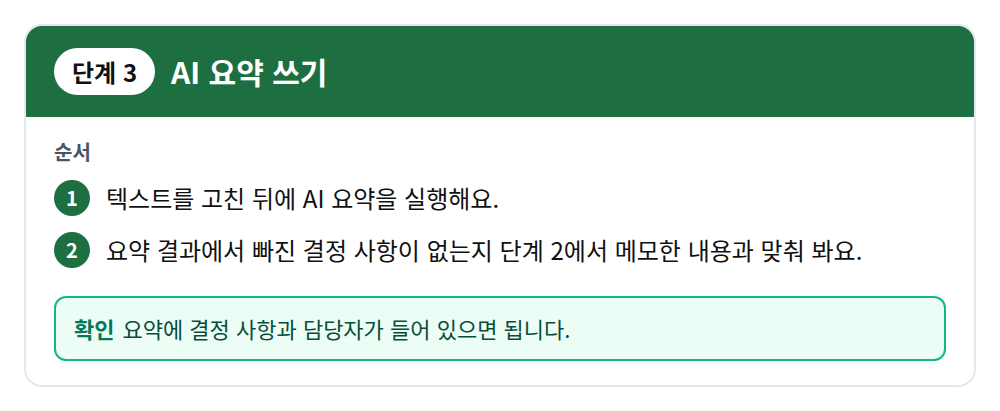 단계 3 AI 요약 쓰기
순서
1 텍스트를 고친 뒤에 AI 요약을 실행해요.
2 요약 결과에서 빠진 결정 사항이 없는지 단계 2에서 메모한 내용과 맞춰 봐요.
확인 요약에 결정 사항과 담당자가 들어 있으면 됩니다.